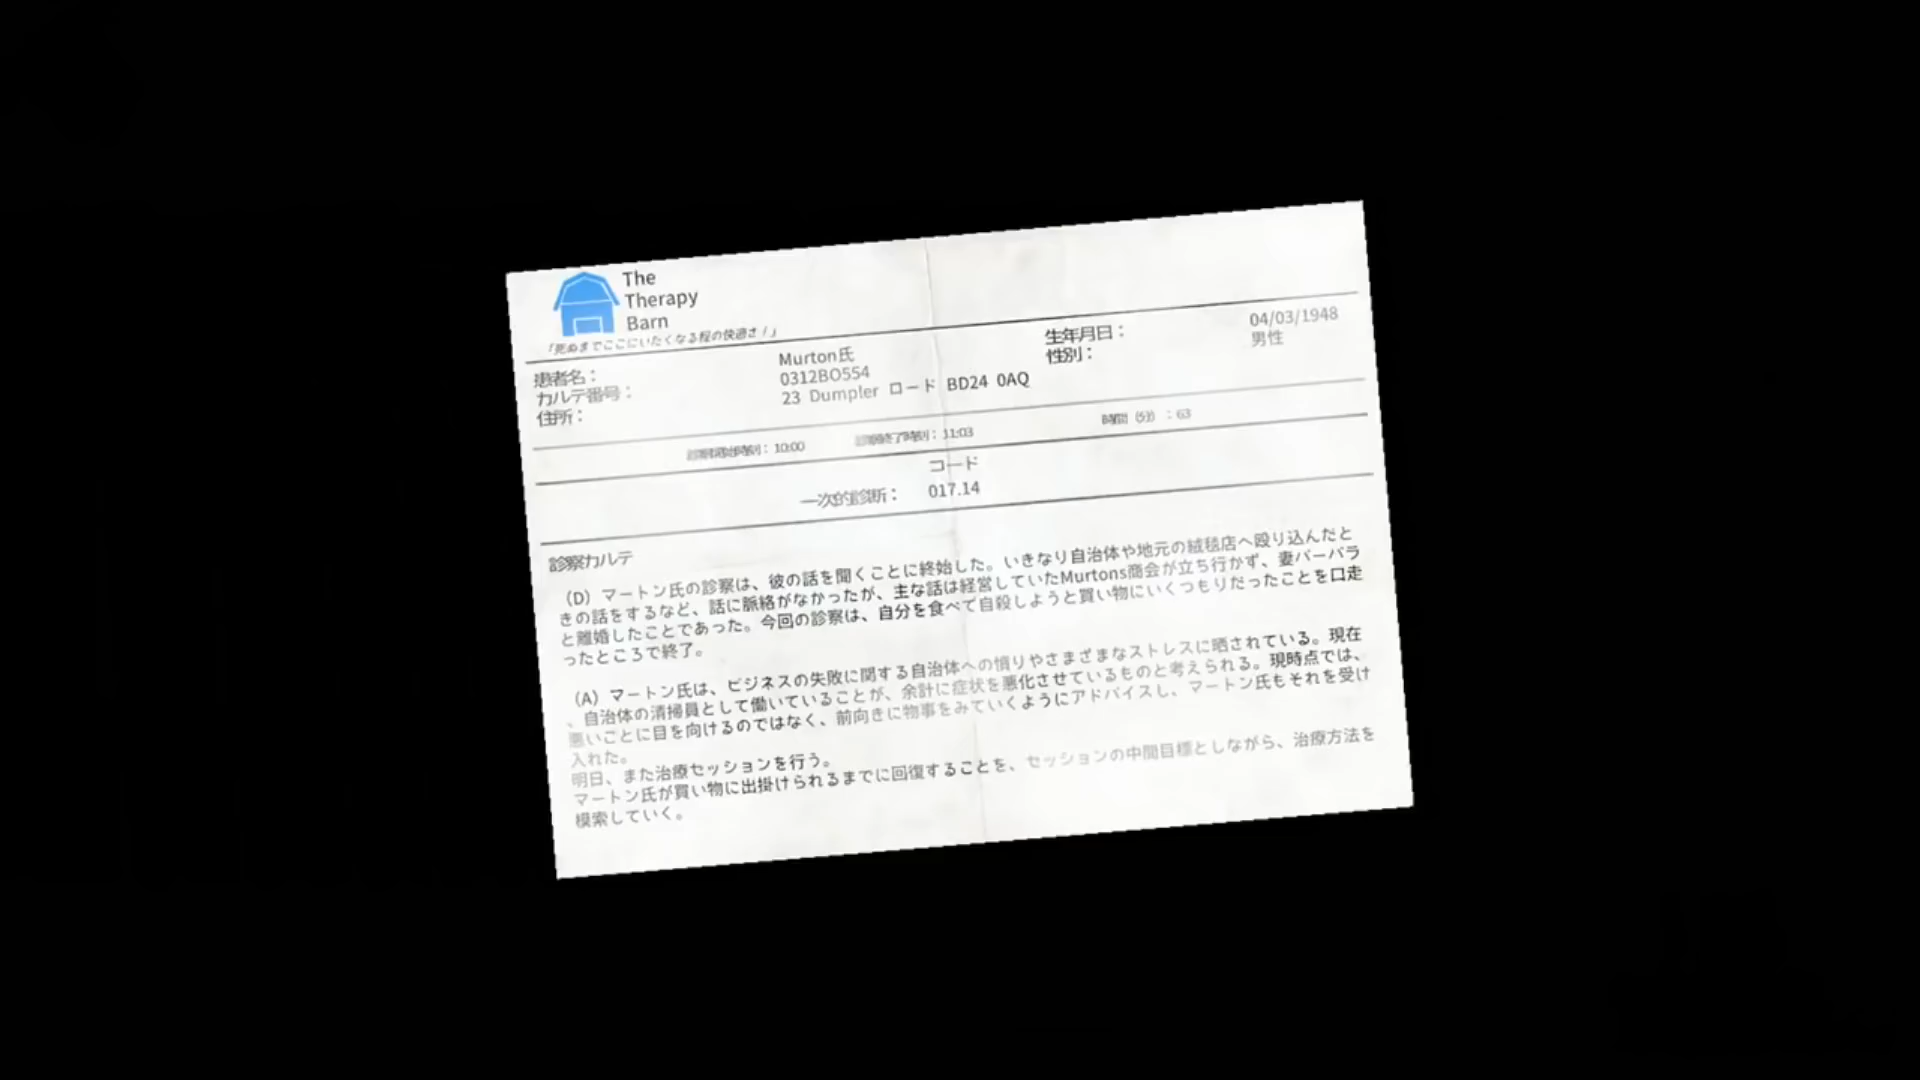 The
Therapy
Barn
「死ぬまでここにいたくなる程の快適さ！」
患者名： Murton氏 生年月日： 04/03/1948
カルテ番号： 0312BO554 性別： 男性
住所： 23 Dumpler ロード BD24 0AQ
診察開始時刻：10:00 診察終了時刻：11:03 時間（分）：63
コード
一次的診断： 017.14
診察カルテ
（D）マートン氏の診察は、彼の話を聞くことに終始した。いきなり自治体や地元の絨毯店へ殴り込んだと
きの話をするなど、話に脈絡がなかったが、主な話は経営していたMurtons商会が立ち行かず、妻バーバラ
と離婚したことであった。今回の診察は、自分を食べて自殺しようと買い物にいくつもりだったことを口走
ったところで終了。
（A）マートン氏は、ビジネスの失敗に関する自治体への憤りやさまざまなストレスに晒されている。現在
、自治体の清掃員として働いていることが、余計に症状を悪化させているものと考えられる。現時点では、
悪いことに目を向けるのではなく、前向きに物事をみていくようにアドバイスし、マートン氏もそれを受け
入れた。
明日、また治療セッションを行う。
マートン氏が買い物に出掛けられるまでに回復することを、セッションの中間目標としながら、治療方法を
模索していく。